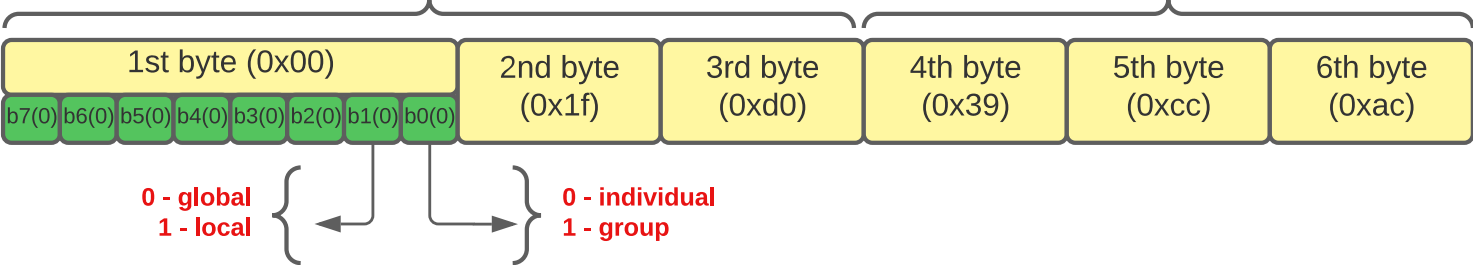 1st byte (0x00)
2nd byte
(0x1f)
3rd byte
(0xd0)
4th byte
(0x39)
5th byte
(0xcc)
6th byte
(0xac)
b7(0) b6(0) b5(0) b4(0) b3(0) b2(0) b1(0) b0(0)
0 - global
1 - local
0 - individual
1 - group